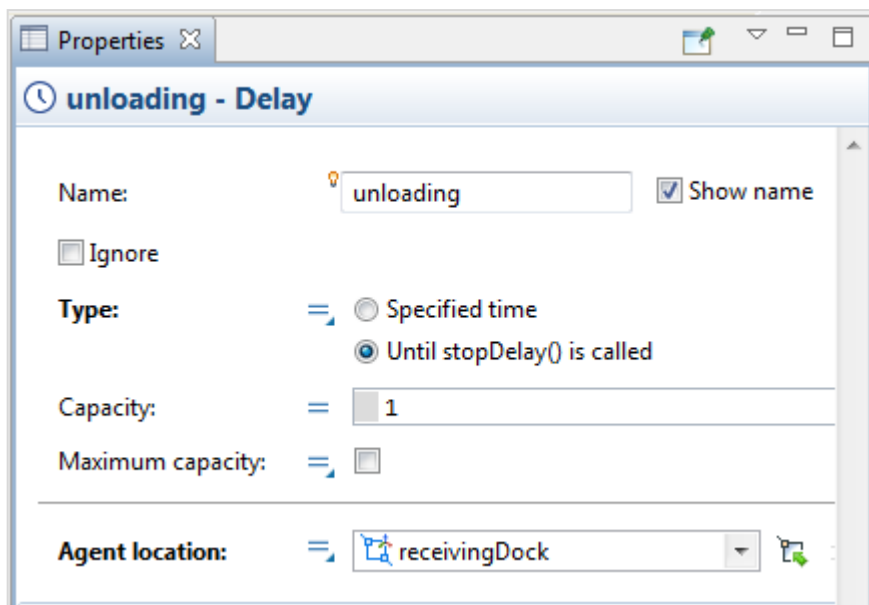 Properties
unloading - Delay
Name: unloading Show name
Ignore
Type: Specified time
Until stopDelay() is called
Capacity: 1
Maximum capacity:
Agent location: receivingDock